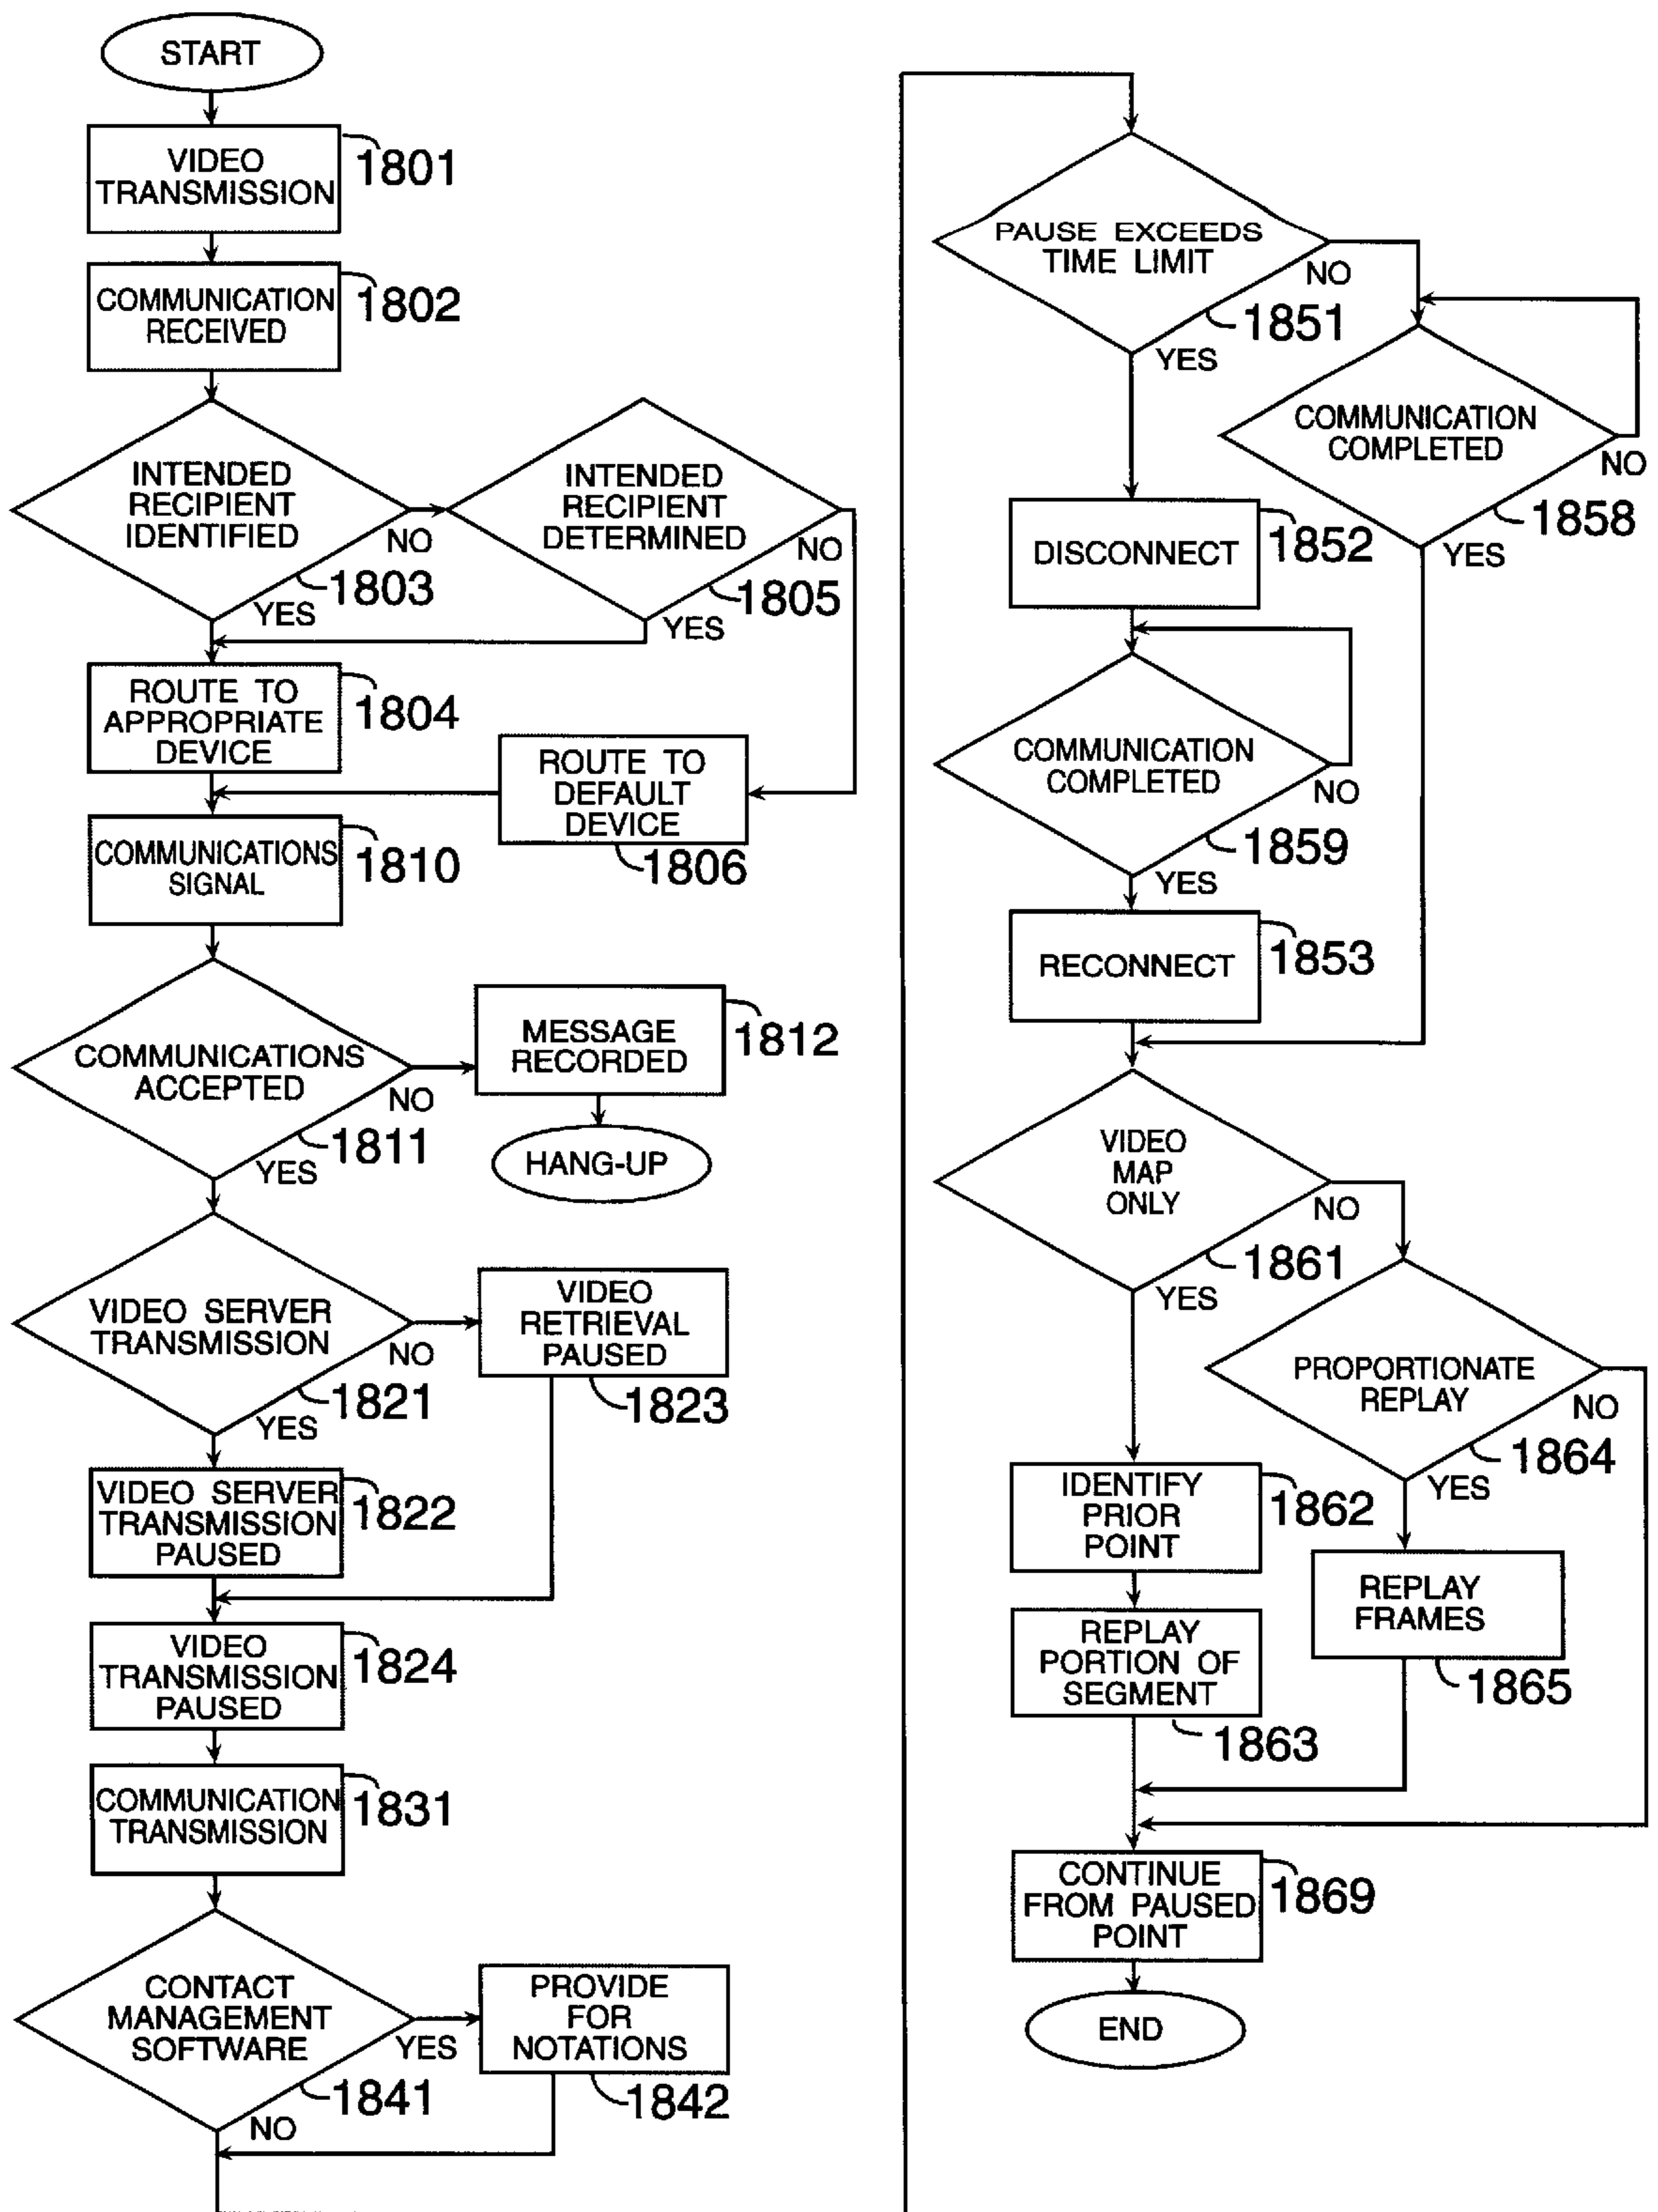 START
VIDEO
TRANSMISSION
1801
COMMUNICATION
RECEIVED
1802
INTENDED
RECIPIENT
IDENTIFIED
NO
1803
YES
INTENDED
RECIPIENT
DETERMINED
NO
1805
YES
ROUTE TO
APPROPRIATE
DEVICE
1804
ROUTE TO
DEFAULT
DEVICE
1806
COMMUNICATIONS
SIGNAL
1810
COMMUNICATIONS
ACCEPTED
NO
1811
YES
MESSAGE
RECORDED
1812
HANG-UP
VIDEO SERVER
TRANSMISSION
NO
1821
YES
VIDEO
RETRIEVAL
PAUSED
1823
VIDEO SERVER
TRANSMISSION
PAUSED
1822
VIDEO
TRANSMISSION
PAUSED
1824
COMMUNICATION
TRANSMISSION
1831
CONTACT
MANAGEMENT
SOFTWARE
YES
1841
NO
PROVIDE
FOR
NOTATIONS
1842
PAUSE EXCEEDS
TIME LIMIT
NO
1851
YES
COMMUNICATION
COMPLETED
NO
1858
YES
DISCONNECT
1852
COMMUNICATION
COMPLETED
NO
1859
YES
RECONNECT
1853
VIDEO
MAP
ONLY
NO
1861
YES
PROPORTIONATE
REPLAY
NO
1864
YES
IDENTIFY
PRIOR
POINT
1862
REPLAY
FRAMES
1865
REPLAY
PORTION OF
SEGMENT
1863
CONTINUE
FROM PAUSED
POINT
1869
END